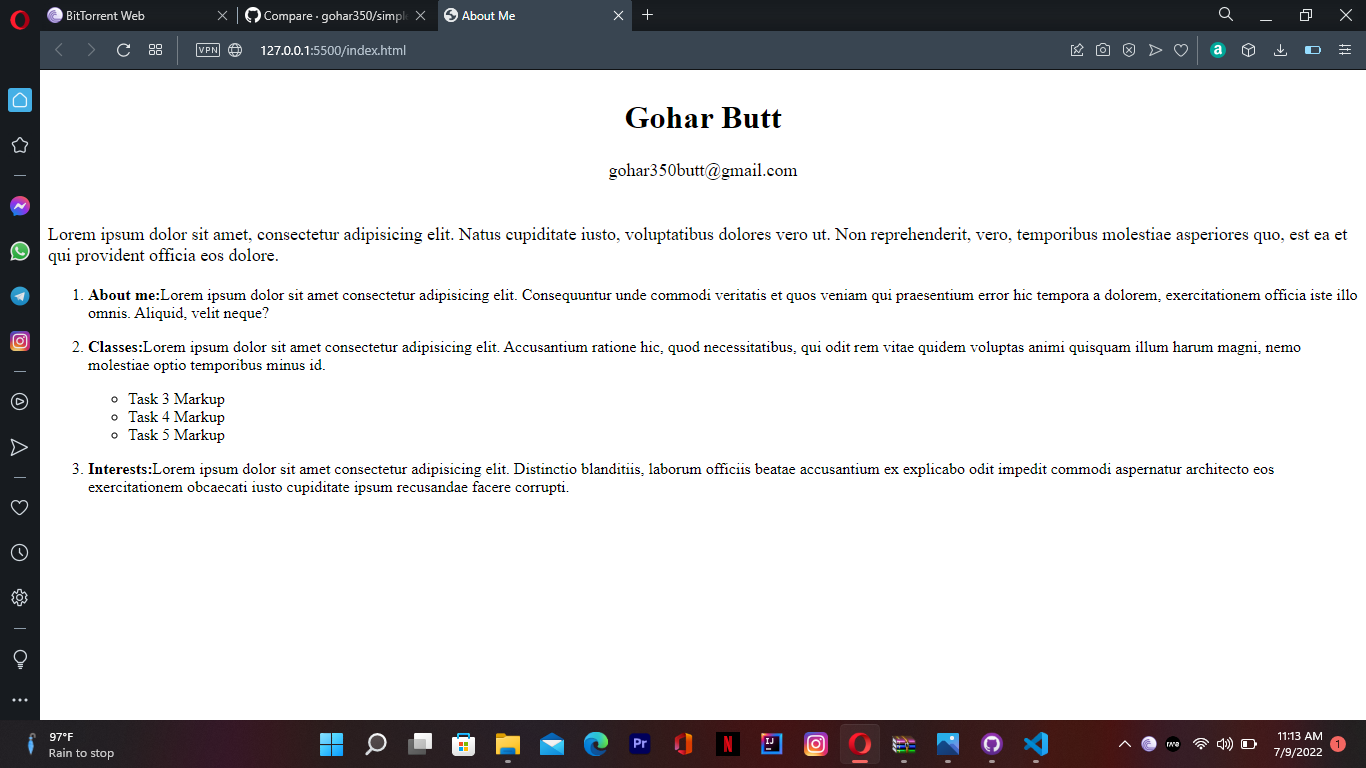 BitTorrent Web
Compare · gohar350/simpl
About Me
VPN
127.0.0.1:5500/index.html
a
Gohar Butt
gohar350butt@gmail.com
Lorem ipsum dolor sit amet, consectetur adipisicing elit. Natus cupiditate iusto, voluptatibus dolores vero ut. Non reprehenderit, vero, temporibus molestiae asperiores quo, est ea et
qui provident officia eos dolore.
1. About me:Lorem ipsum dolor sit amet consectetur adipisicing elit. Consequuntur unde commodi veritatis et quos veniam qui praesentium error hic tempora a dolorem, exercitationem officia iste illo
omnis. Aliquid, velit neque?
2. Classes:Lorem ipsum dolor sit amet consectetur adipisicing elit. Accusantium ratione hic, quod necessitatibus, qui odit rem vitae quidem voluptas animi quisquam illum harum magni, nemo
molestiae optio temporibus minus id.
Task 3 Markup
Task 4 Markup
Task 5 Markup
3. Interests:Lorem ipsum dolor sit amet consectetur adipisicing elit. Distinctio blanditiis, laborum officiis beatae accusantium ex explicabo odit impedit commodi aspernatur architecto eos
exercitationem obcaecati iusto cupiditate ipsum recusandae facere corrupti.
97°F
Rain to stop
Pr
N
IJ
11:13 AM
7/9/2022
1